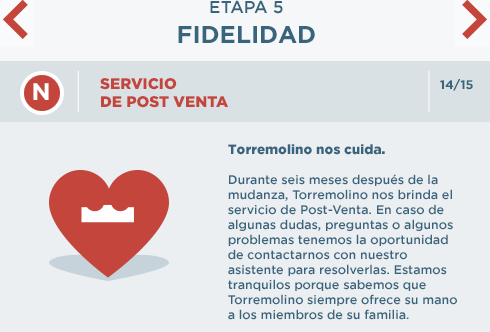 ETAPA 5
FIDELIDAD
N
SERVICIO
DE POST VENTA
14/15
Torremolino nos cuida.
Durante seis meses después de la
mudanza, Torremolino nos brinda el
servicio de Post-Venta. En caso de
algunas dudas, preguntas o algunos
problemas tenemos la oportunidad
de contactarnos con nuestro
asistente para resolverlas. Estamos
tranquilos porque sabemos que
Torremolino siempre ofrece su mano
a los miembros de su familia.